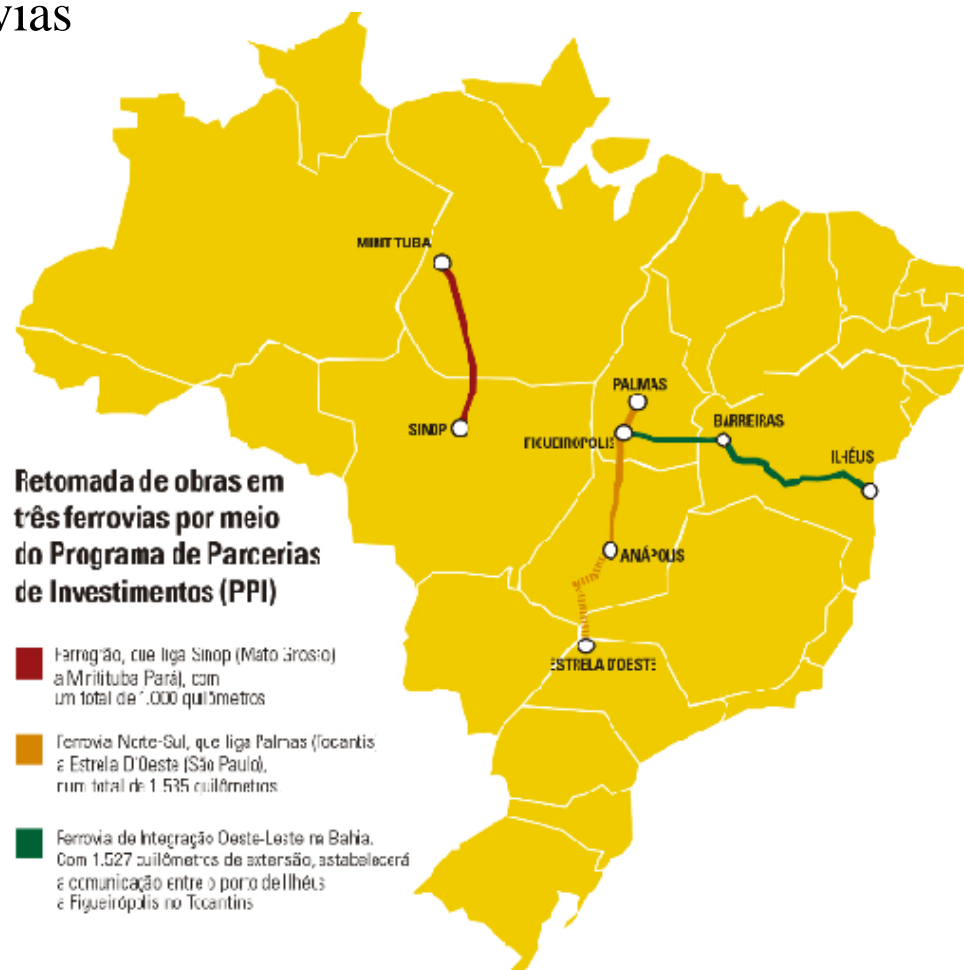 vias
MIRITITUBA
SINOP
PALMAS
FIGUEIROPOLIS
BARREIRAS
ILHÉUS
ANÁPOLIS
ESTRELA D'OESTE
Retomada de obras em
três ferrovias por meio
do Programa de Parcerias
de Investimentos (PPI)
Ferrogrão, que liga Sinop (Mato Grosso)
a Miritituba Pará), com
um total de 1.000 quilômetros
Ferrovia Norte-Sul, que liga Palmas (Tocantis)
a Estrela D'Oeste (São Paulo),
num total de 1.535 quilômetros.
Ferrovia de Integração Oeste-Leste na Bahia.
Com 1.527 quilômetros de extensão, estabelecerá
a comunicação entre o porto de Ilhéus
a Figueirópolis no Tocantins